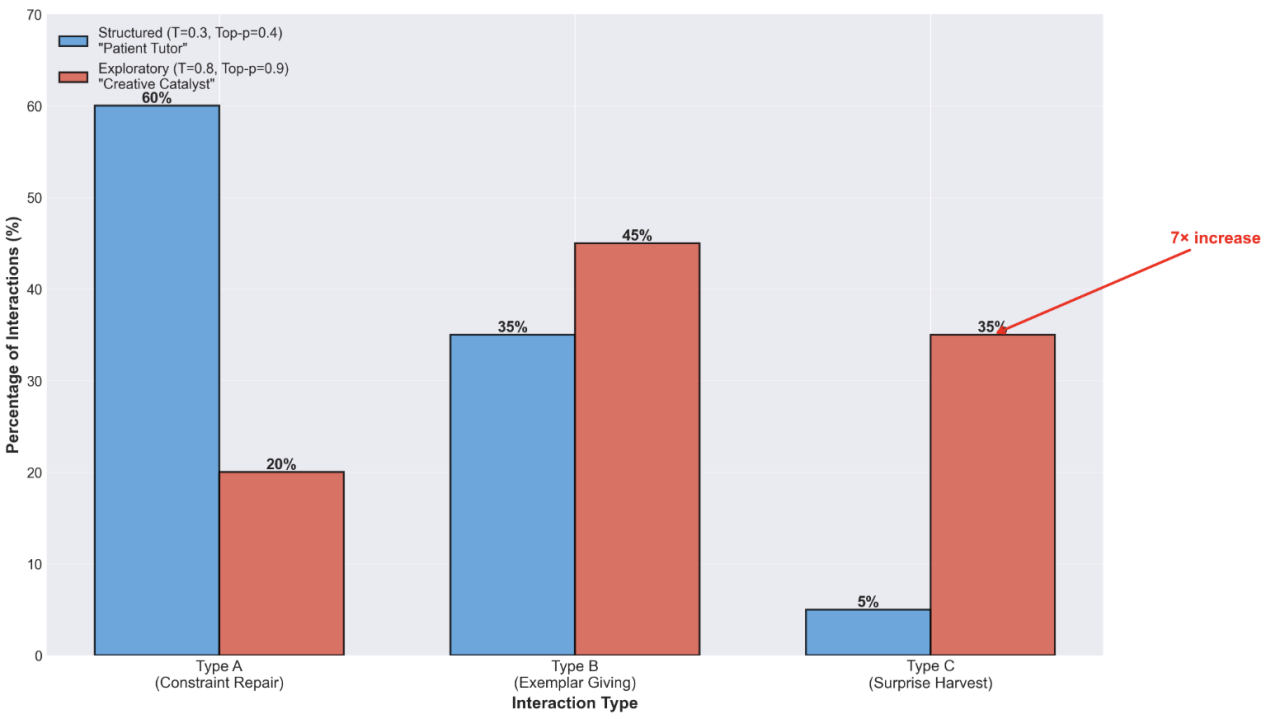 70
Structured (T=0.3, Top-p=0.4)
"Patient Tutor"
Exploratory (T=0.8, Top-p=0.9)
"Creative Catalyst"
60%
60
50
45%
7× increase
40
35%
35%
Percentage of Interactions (%)
30
20%
20
10
5%
0
Type A
(Constraint Repair)
Type B
(Exemplar Giving)
Type C
(Surprise Harvest)
Interaction Type